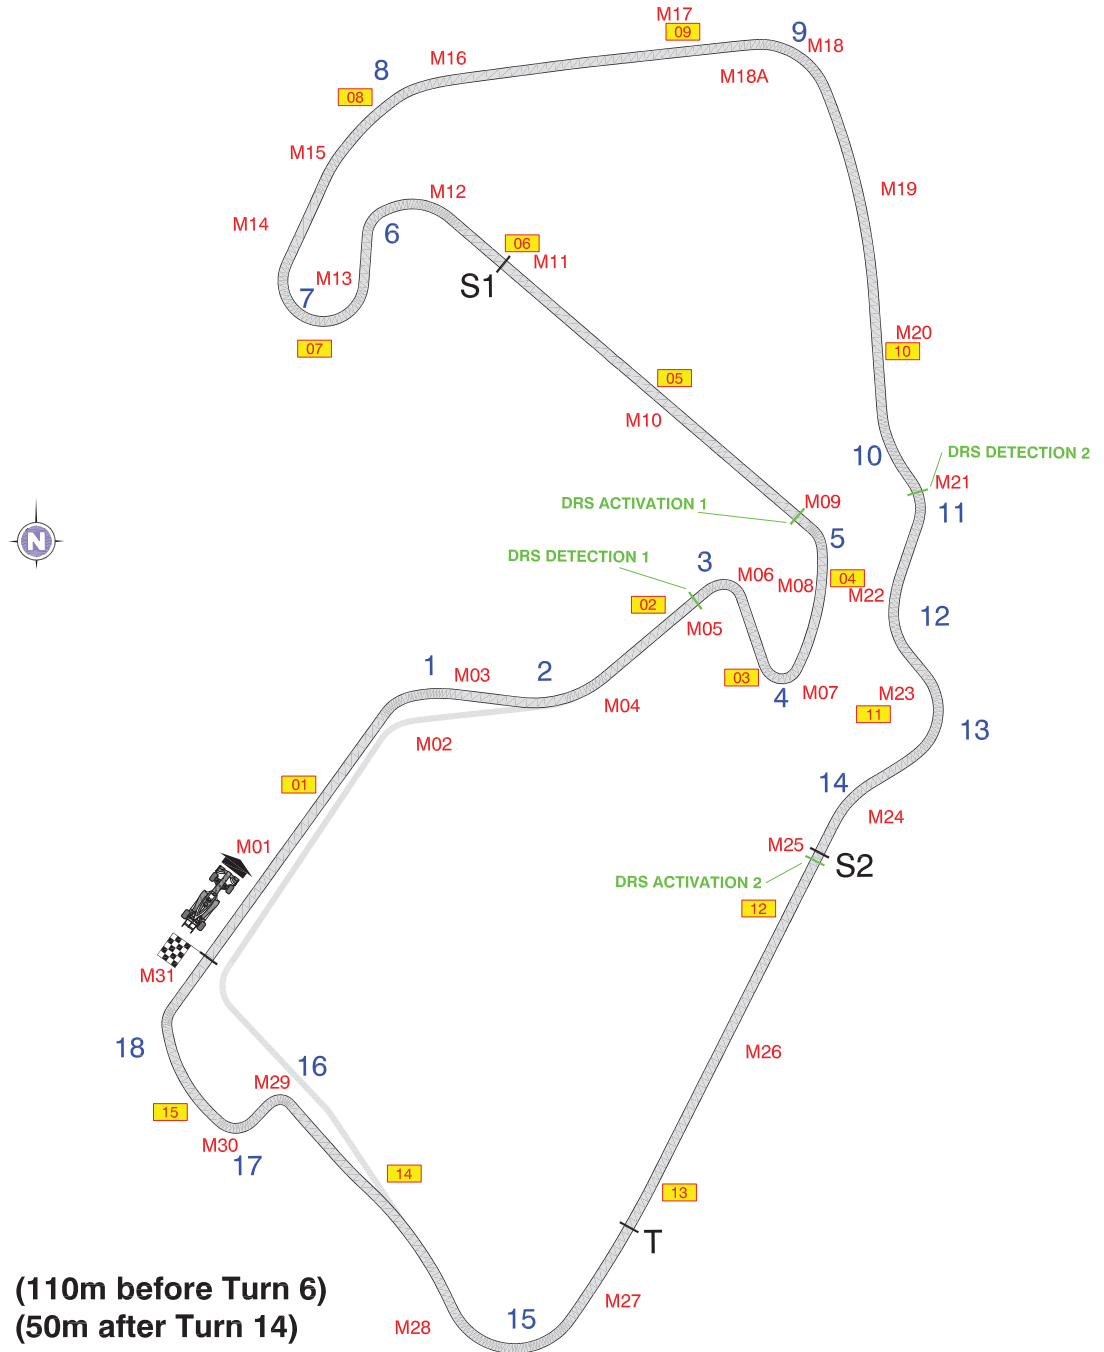 M17
09
9
M18
M16
8
M18A
08
M15
M19
M12
M14
6
06
M11
M13
S1
7
M20
07
10
05
M10
10
DRS DETECTION 2
M21
DRS ACTIVATION 1
M09
11
N
5
DRS DETECTION 1
3
M06
M08
04
M22
02
12
M05
1
M03
2
03
M07
M23
4
M04
11
13
M02
01
14
M24
M01
M25
S2
DRS ACTIVATION 2
12
M31
18
M26
16
M29
15
M30
17
14
13
T
(110m before Turn 6)
M27
15
(50m after Turn 14)
M28